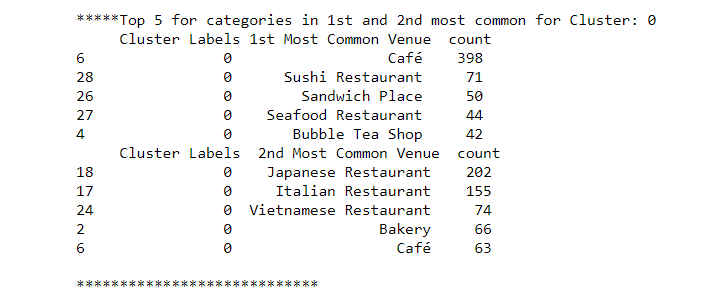 *****Top 5 for categories in 1st and 2nd most common for Cluster: 0
Cluster Labels 1st Most Common Venue count
6 0 Café 398
28 0 Sushi Restaurant 71
26 0 Sandwich Place 50
27 0 Seafood Restaurant 44
4 0 Bubble Tea Shop 42
Cluster Labels 2nd Most Common Venue count
18 0 Japanese Restaurant 202
17 0 Italian Restaurant 155
24 0 Vietnamese Restaurant 74
2 0 Bakery 66
6 0 Café 63
****************************